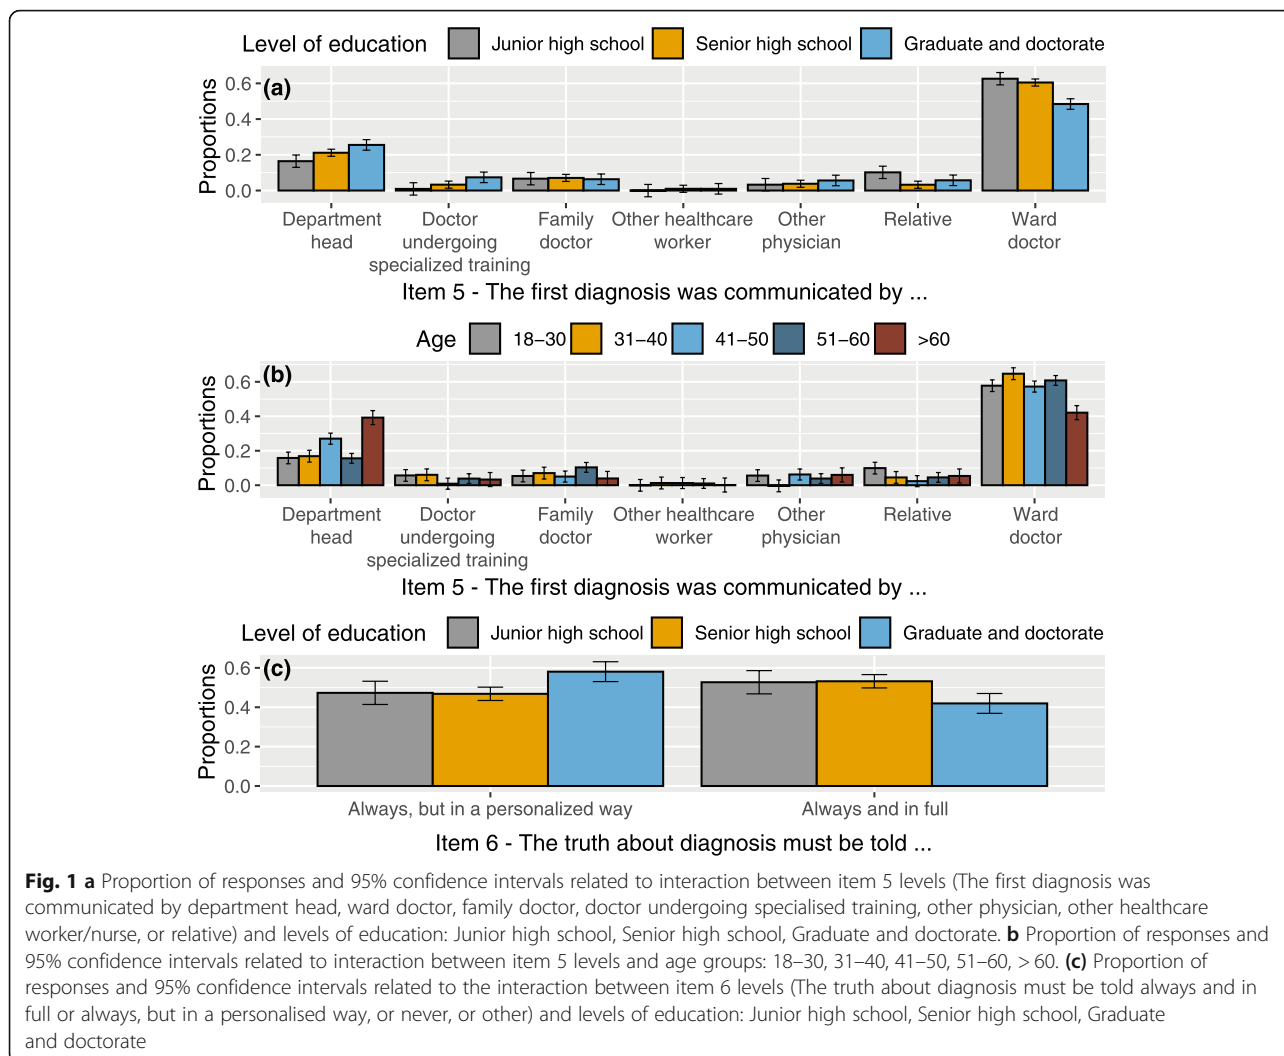 Level of education Junior high school Senior high school Graduate and doctorate
(a)
Proportions
0.6
0.4
0.2
0.0
Department head
Doctor undergoing specialized training
Family doctor
Other healthcare worker
Other physician
Relative
Ward doctor
Item 5 - The first diagnosis was communicated by ...
Age 18–30 31–40 41–50 51–60 >60
(b)
Proportions
0.6
0.4
0.2
0.0
Department head
Doctor undergoing specialized training
Family doctor
Other healthcare worker
Other physician
Relative
Ward doctor
Item 5 - The first diagnosis was communicated by ...
Level of education Junior high school Senior high school Graduate and doctorate
(c)
Proportions
0.6
0.4
0.2
0.0
Always, but in a personalized way
Always and in full
Item 6 - The truth about diagnosis must be told ...
Fig. 1 a Proportion of responses and 95% confidence intervals related to interaction between item 5 levels (The first diagnosis was
communicated by department head, ward doctor, family doctor, doctor undergoing specialised training, other physician, other healthcare
worker/nurse, or relative) and levels of education: Junior high school, Senior high school, Graduate and doctorate. b Proportion of responses and
95% confidence intervals related to interaction between item 5 levels and age groups: 18–30, 31–40, 41–50, 51–60, > 60. (c) Proportion of
responses and 95% confidence intervals related to the interaction between item 6 levels (The truth about diagnosis must be told always and in
full or always, but in a personalised way, or never, or other) and levels of education: Junior high school, Senior high school, Graduate
and doctorate